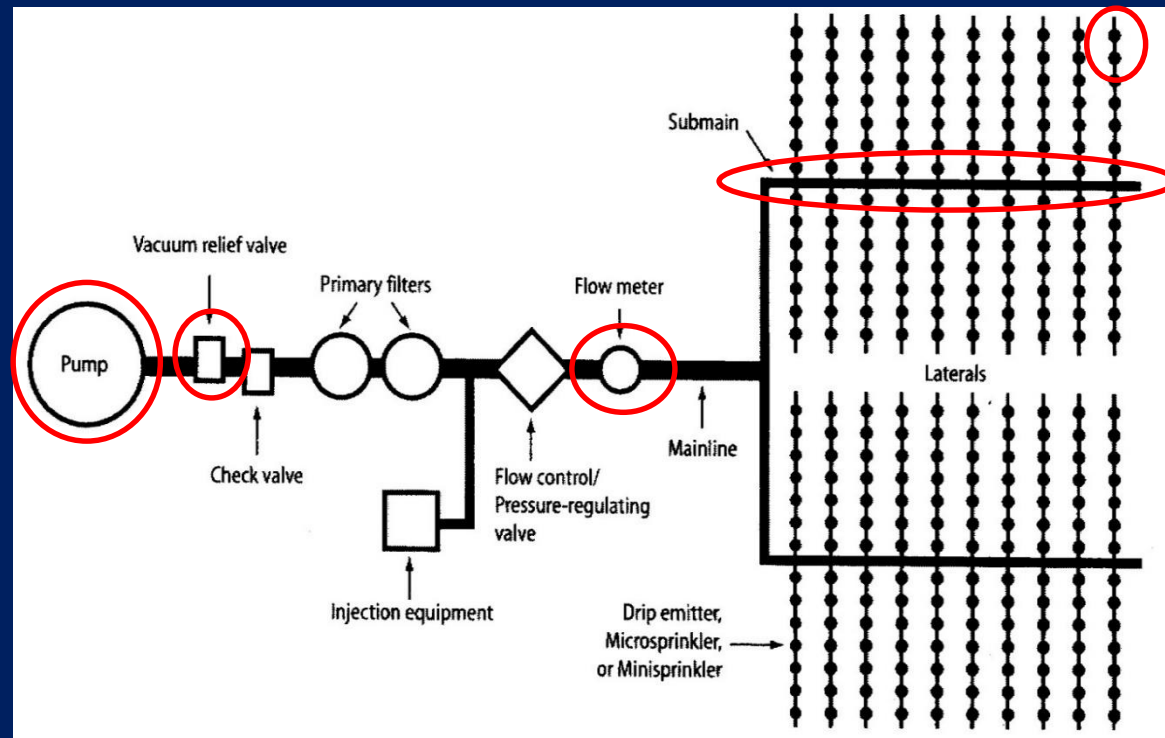 Submain
Vacuum relief valve
Primary filters
Flow meter
Pump
Laterals
Mainline
Check valve
Flow control/
Pressure-regulating
valve
Injection equipment
Drip emitter,
Microsprinkler,
or Minisprinkler